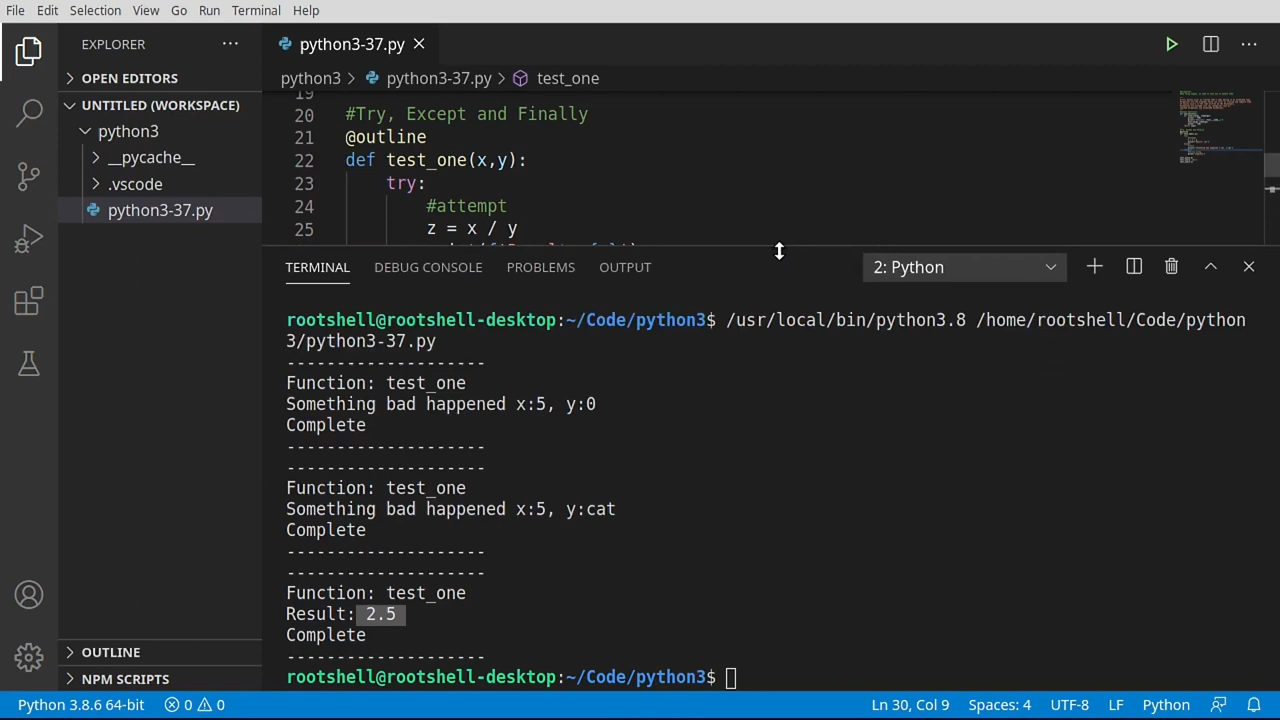 File Edit Selection View Go Run Terminal Help
EXPLORER
OPEN EDITORS
UNTITLED (WORKSPACE)
python3
__pycache__
.vscode
python3-37.py
OUTLINE
NPM SCRIPTS
python3-37.py
python3 > python3-37.py > test_one
19
20 #Try, Except and Finally
21 @outline
22 def test_one(x,y):
23 try:
24 #attempt
25 z = x / y
TERMINAL DEBUG CONSOLE PROBLEMS OUTPUT 2: Python
rootshell@rootshell-desktop:~/Code/python3$ /usr/local/bin/python3.8 /home/rootshell/Code/python
3/python3-37.py
--------------------
Function: test_one
Something bad happened x:5, y:0
Complete
--------------------
--------------------
Function: test_one
Something bad happened x:5, y:cat
Complete
--------------------
--------------------
Function: test_one
Result: 2.5
Complete
--------------------
rootshell@rootshell-desktop:~/Code/python3$
Python 3.8.6 64-bit 0 0 Ln 30, Col 9 Spaces: 4 UTF-8 LF Python